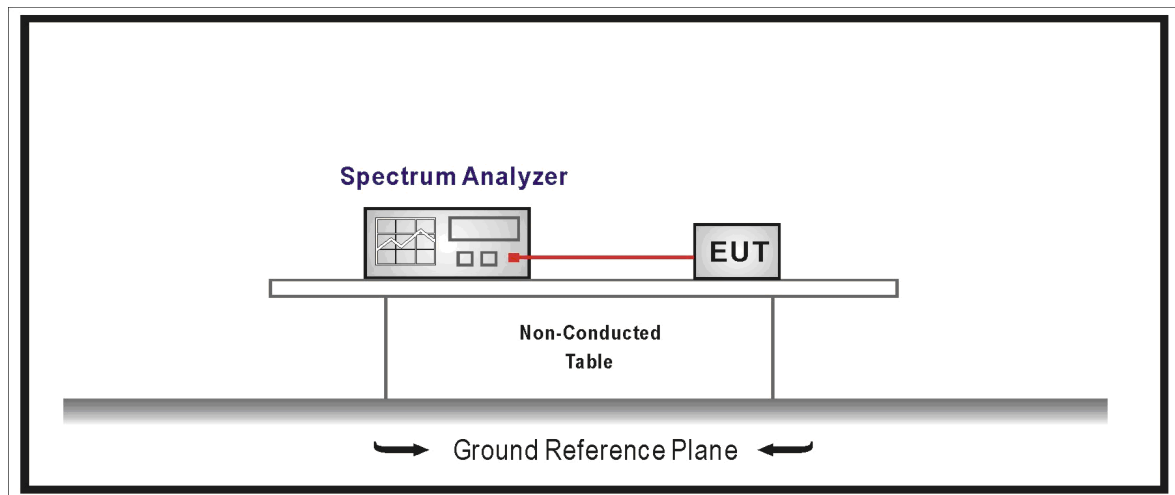 Spectrum Analyzer
EUT
Non-Conducted
Table
Ground Reference Plane